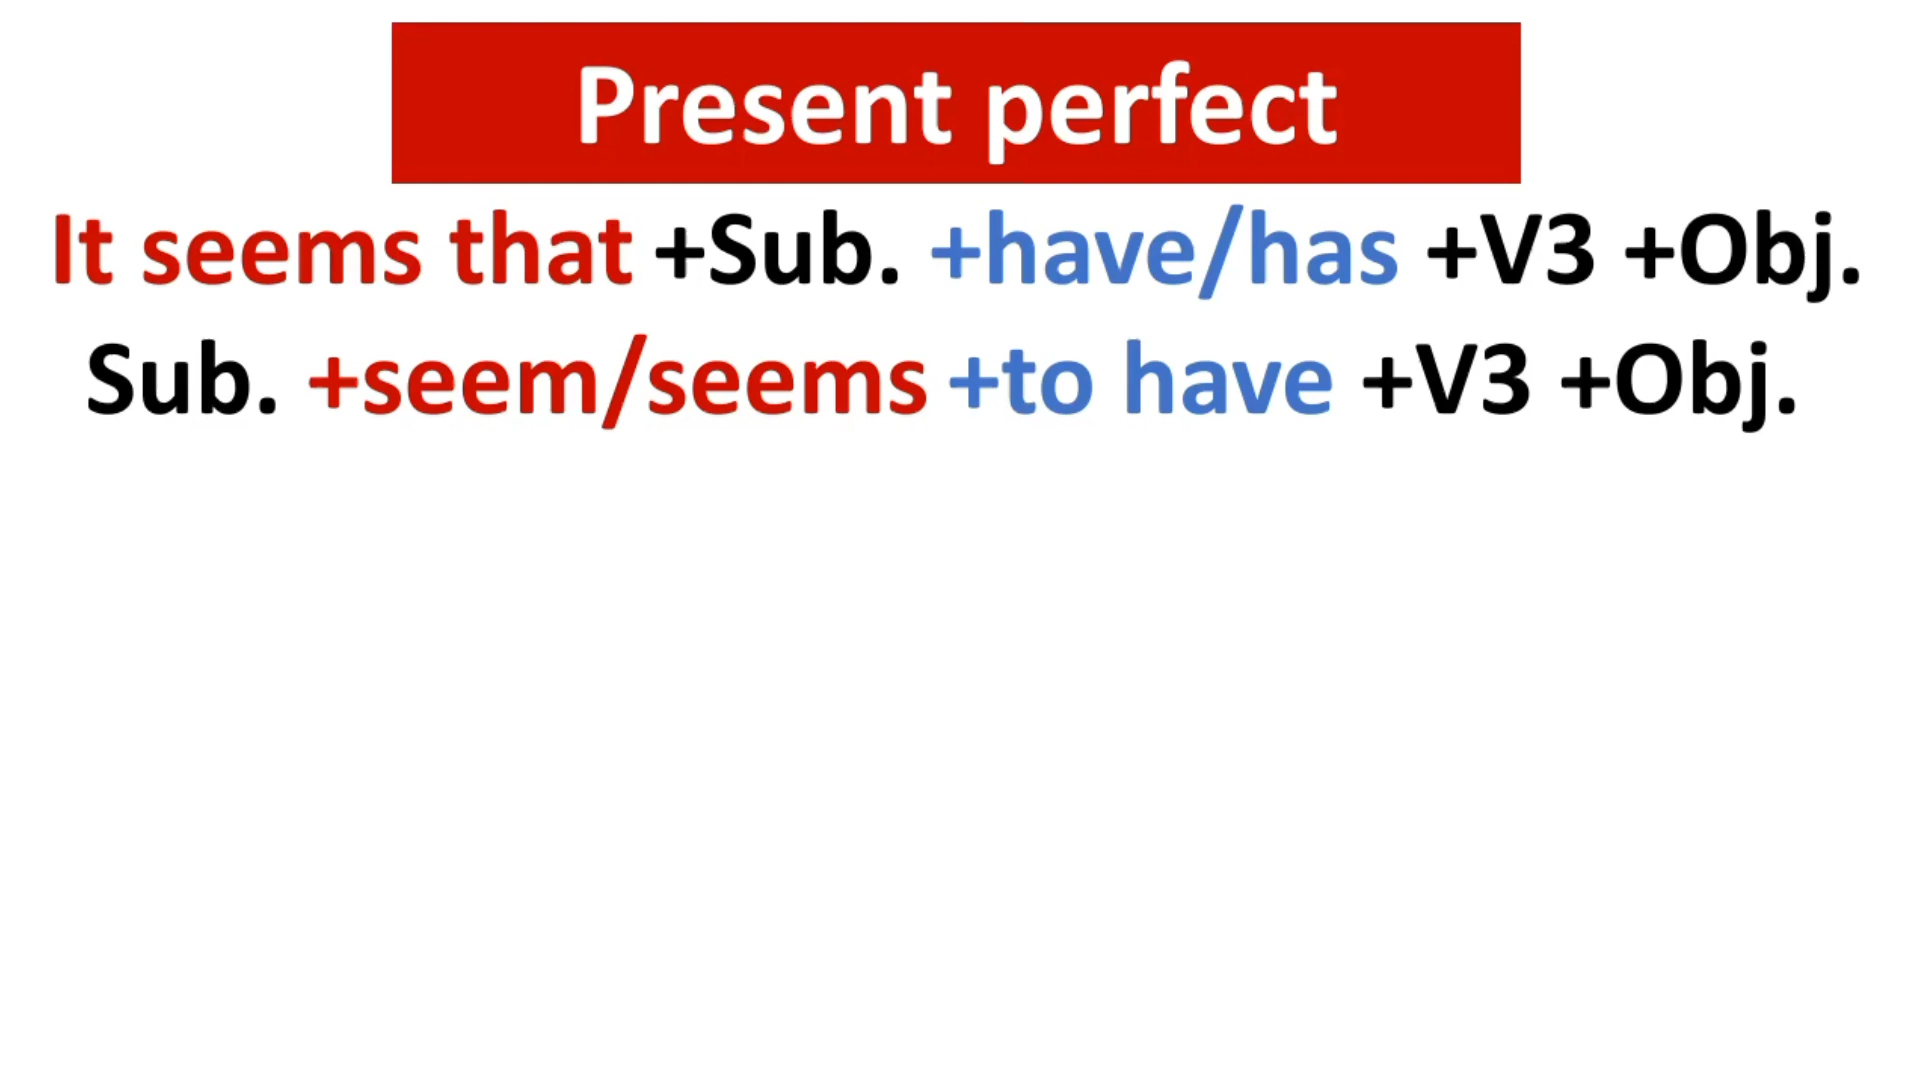 Present perfect
It seems that +Sub. +have/has +V3 +Obj.
Sub. +seem/seems +to have +V3 +Obj.